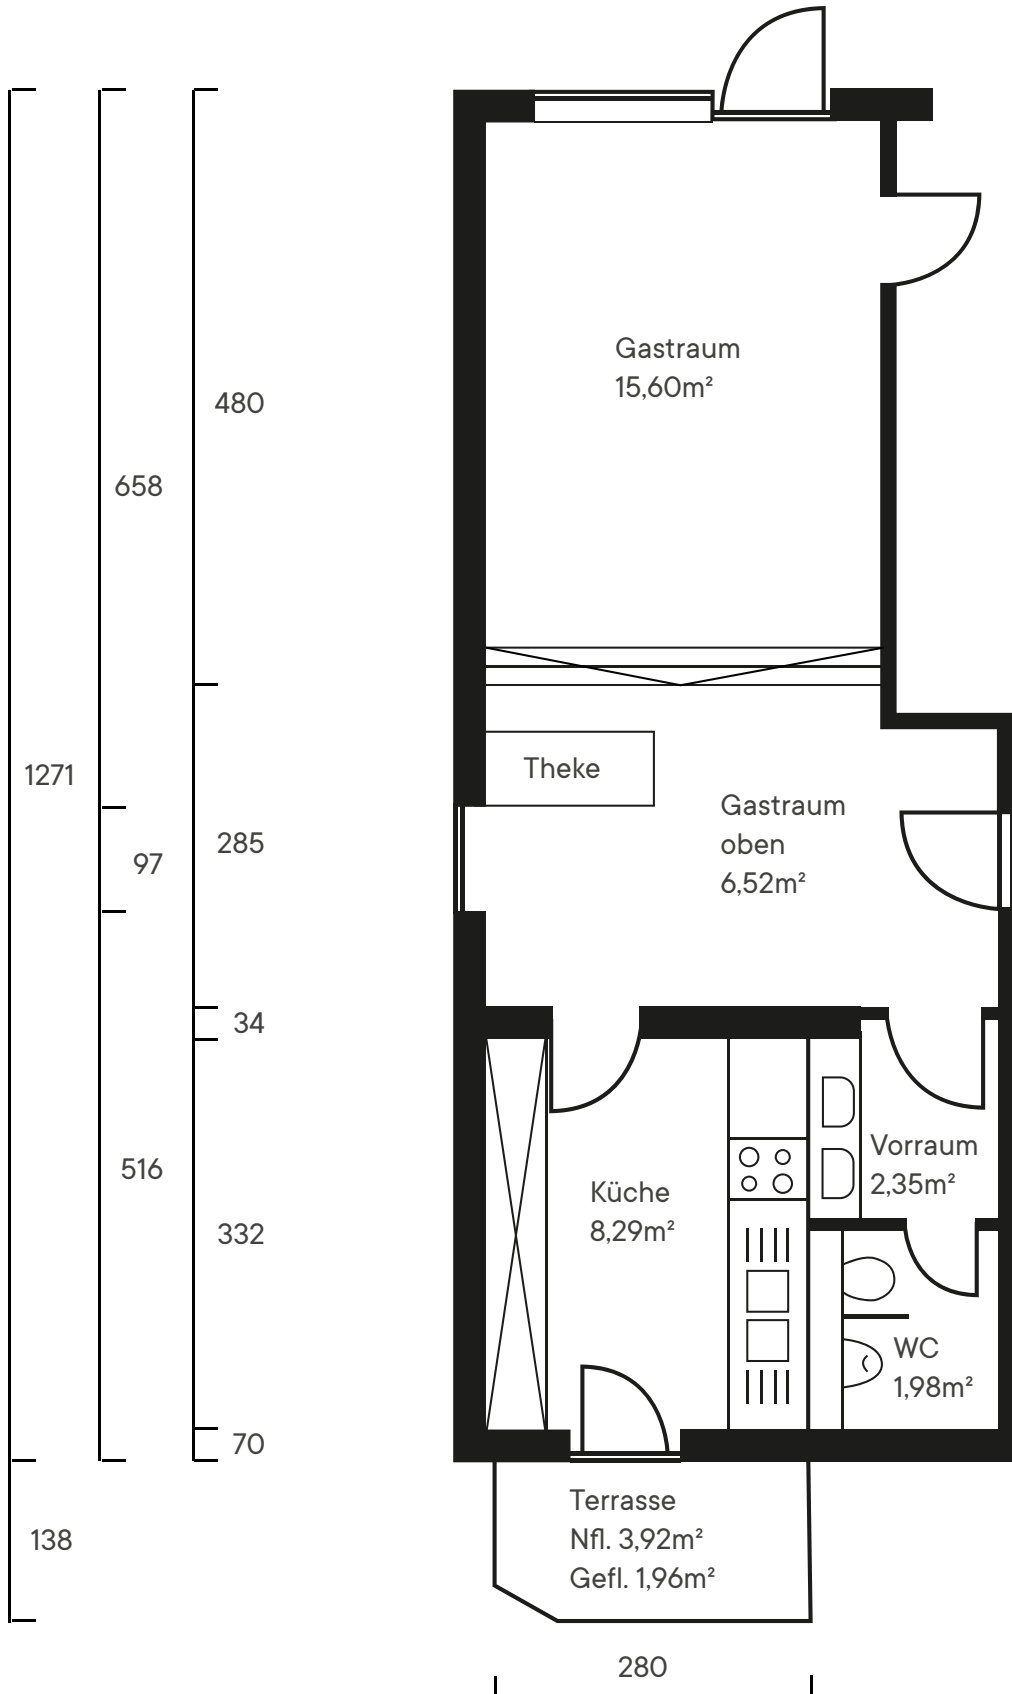 480
658
1271
97
285
34
516
332
70
138
Gastraum
15,60m²
Theke
Gastraum
oben
6,52m²
Vorraum
2,35m²
Küche
8,29m²
WC
1,98m²
Terrasse
Nfl. 3,92m²
Gefl. 1,96m²
280